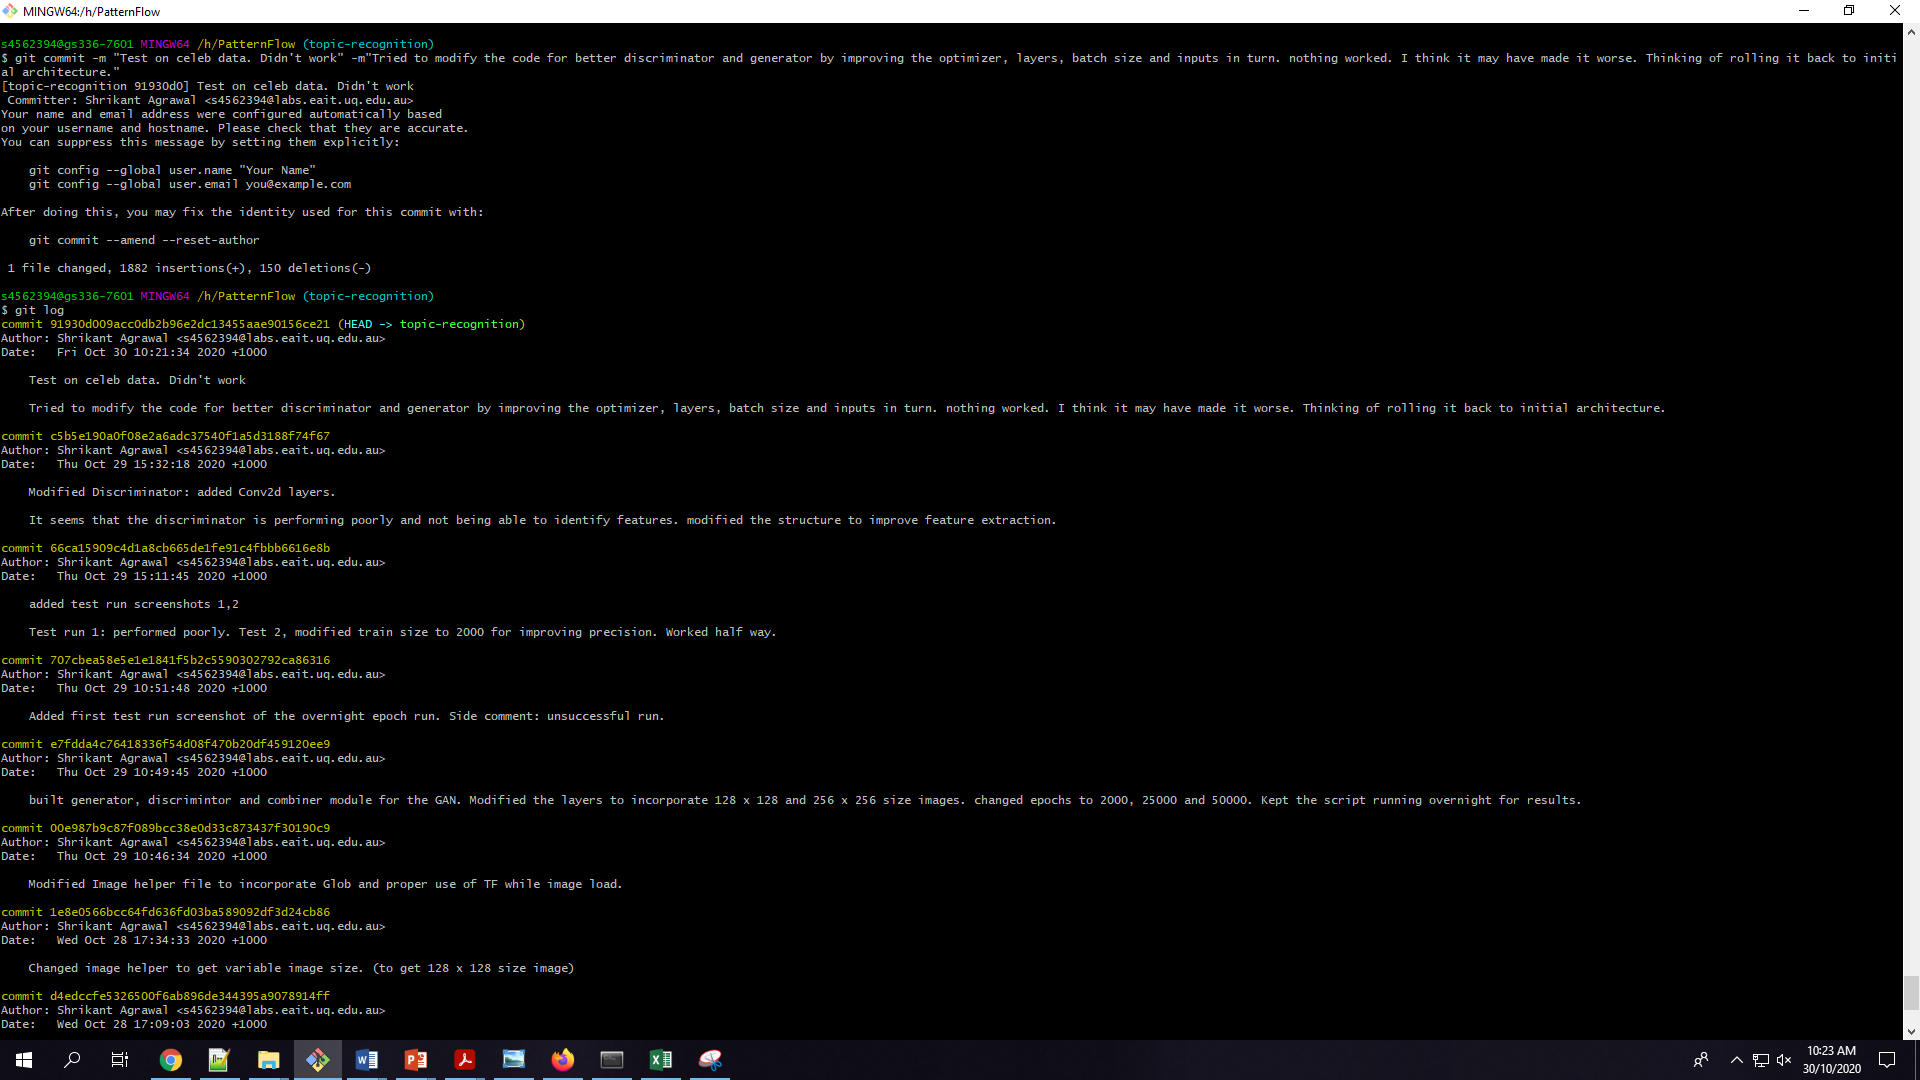 MINGW64:/h/PatternFlow
s4562394@gs336-7601 MINGW64 /h/PatternFlow (topic-recognition)
$ git commit -m "Test on celeb data. Didn't work" -m"Tried to modify the code for better discriminator and generator by improving the optimizer, layers, batch size and inputs in turn. nothing worked. I think it may have made it worse. Thinking of rolling it back to initi
al architecture."
[topic-recognition 91930d0] Test on celeb data. Didn't work
Committer: Shrikant Agrawal <s4562394@labs.eait.uq.edu.au>
Your name and email address were configured automatically based
on your username and hostname. Please check that they are accurate.
You can suppress this message by setting them explicitly:
git config --global user.name "Your Name"
git config --global user.email you@example.com
After doing this, you may fix the identity used for this commit with:
git commit --amend --reset-author
1 file changed, 1882 insertions(+), 150 deletions(-)
s4562394@gs336-7601 MINGW64 /h/PatternFlow (topic-recognition)
$ git log
commit 91930d009acc0db2b96e2dc13455aae90156ce21 (HEAD -> topic-recognition)
Author: Shrikant Agrawal <s4562394@labs.eait.uq.edu.au>
Date:   Fri Oct 30 10:21:34 2020 +1000
Test on celeb data. Didn't work
Tried to modify the code for better discriminator and generator by improving the optimizer, layers, batch size and inputs in turn. nothing worked. I think it may have made it worse. Thinking of rolling it back to initial architecture.
commit c5b5e190a0f08e2a6adc37540f1a5d3188f74f67
Author: Shrikant Agrawal <s4562394@labs.eait.uq.edu.au>
Date:   Thu Oct 29 15:32:18 2020 +1000
Modified Discriminator: added Conv2d layers.
It seems that the discriminator is performing poorly and not being able to identify features. modified the structure to improve feature extraction.
commit 66ca15909c4d1a8cb665de1fe91c4fbbb6616e8b
Author: Shrikant Agrawal <s4562394@labs.eait.uq.edu.au>
Date:   Thu Oct 29 15:11:45 2020 +1000
added test run screenshots 1,2
Test run 1: performed poorly. Test 2, modified train size to 2000 for improving precision. Worked half way.
commit 707cbea58e5e1e1841f5b2c5590302792ca86316
Author: Shrikant Agrawal <s4562394@labs.eait.uq.edu.au>
Date:   Thu Oct 29 10:51:48 2020 +1000
Added first test run screenshot of the overnight epoch run. Side comment: unsuccessful run.
commit e7fdda4c76418336f54d08f470b20df459120ee9
Author: Shrikant Agrawal <s4562394@labs.eait.uq.edu.au>
Date:   Thu Oct 29 10:49:45 2020 +1000
built generator, discrimintor and combiner module for the GAN. Modified the layers to incorporate 128 x 128 and 256 x 256 size images. changed epochs to 2000, 25000 and 50000. Kept the script running overnight for results.
commit 00e987b9c87f089bcc38e0d33c873437f30190c9
Author: Shrikant Agrawal <s4562394@labs.eait.uq.edu.au>
Date:   Thu Oct 29 10:46:34 2020 +1000
Modified Image helper file to incorporate Glob and proper use of TF while image load.
commit 1e8e0566bcc64fd636fd03ba589092df3d24cb86
Author: Shrikant Agrawal <s4562394@labs.eait.uq.edu.au>
Date:   Wed Oct 28 17:34:33 2020 +1000
Changed image helper to get variable image size. (to get 128 x 128 size image)
commit d4edccfe5326500f6ab896de344395a9078914ff
Author: Shrikant Agrawal <s4562394@labs.eait.uq.edu.au>
Date:   Wed Oct 28 17:09:03 2020 +1000
10:23 AM
30/10/2020